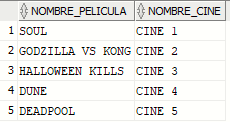 NOMBRE_PELICULA NOMBRE_CINE
1 SOUL CINE 1
2 GODZILLA VS KONG CINE 2
3 HALLOWEEN KILLS CINE 3
4 DUNE CINE 4
5 DEADPOOL CINE 5